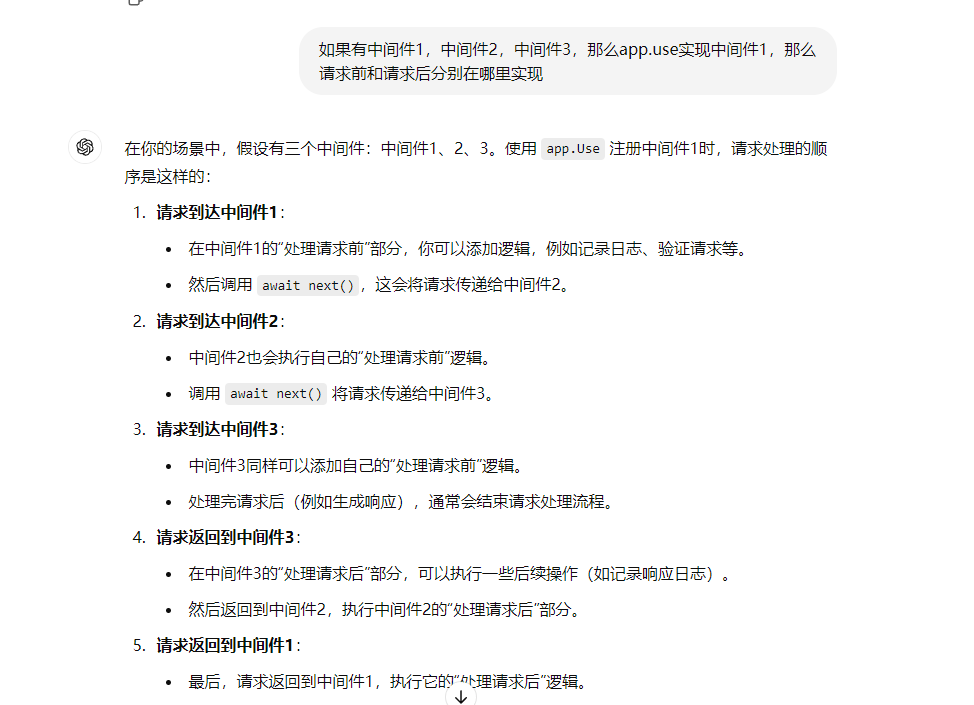 如果有中间件1，中间件2，中间件3，那么app.use实现中间件1，那么
请求前和请求后分别在哪里实现
在你的场景中，假设有三个中间件：中间件1、2、3。使用 app.Use 注册中间件1时，请求处理的顺
序是这样的：
1. 请求到达中间件1：
• 在中间件1的“处理请求前”部分，你可以添加逻辑，例如记录日志、验证请求等。
• 然后调用 await next()，这会将请求传递给中间件2。
2. 请求到达中间件2：
• 中间件2也会执行自己的“处理请求前”逻辑。
• 调用 await next() 将请求传递给中间件3。
3. 请求到达中间件3：
• 中间件3同样可以添加自己的“处理请求前”逻辑。
• 处理完请求后（例如生成响应），通常会结束请求处理流程。
4. 请求返回到中间件3：
• 在中间件3的“处理请求后”部分，可以执行一些后续操作（如记录响应日志）。
• 然后返回到中间件2，执行中间件2的“处理请求后”部分。
5. 请求返回到中间件1：
• 最后，请求返回到中间件1，执行它的“处理请求后”逻辑。